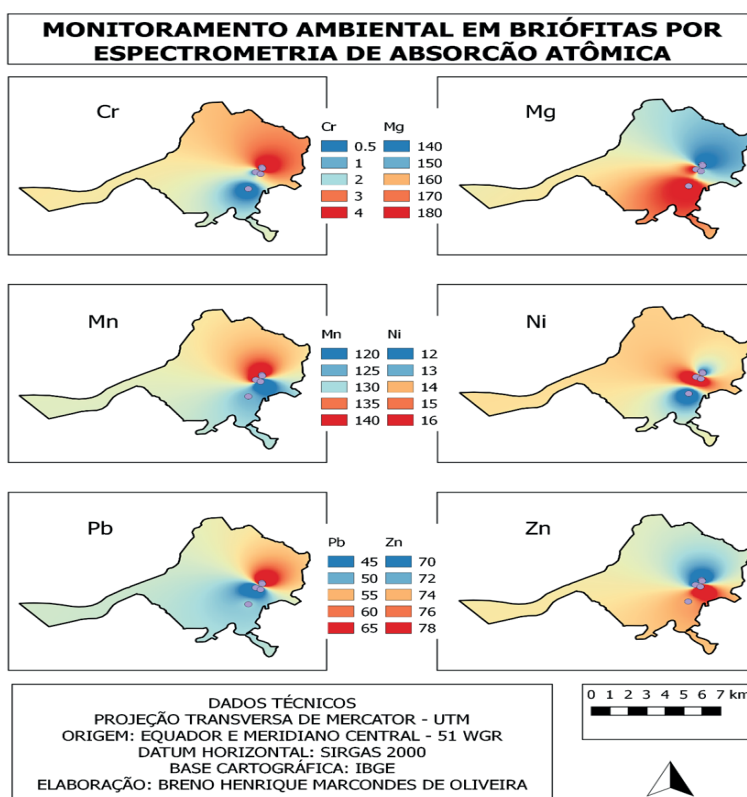 MONITORAMENTO AMBIENTAL EM BRIÓFITAS POR
ESPECTROMETRIA DE ABSORCÃO ATÔMICA
Cr
Mg
Cr Mg
0.5 140
1 150
2 160
3 170
4 180
Mn
Ni
Mn Ni
120 12
125 13
130 14
135 15
140 16
Pb
Zn
Pb Zn
45 70
50 72
55 74
60 76
65 78
DADOS TÉCNICOS
PROJEÇÃO TRANSVERSA DE MERCATOR - UTM
ORIGEM: EQUADOR E MERIDIANO CENTRAL - 51 WGR
DATUM HORIZONTAL: SIRGAS 2000
BASE CARTOGRÁFICA: IBGE
ELABORAÇÃO: BRENO HENRIQUE MARCONDES DE OLIVEIRA
0 1 2 3 4 5 6 7 km